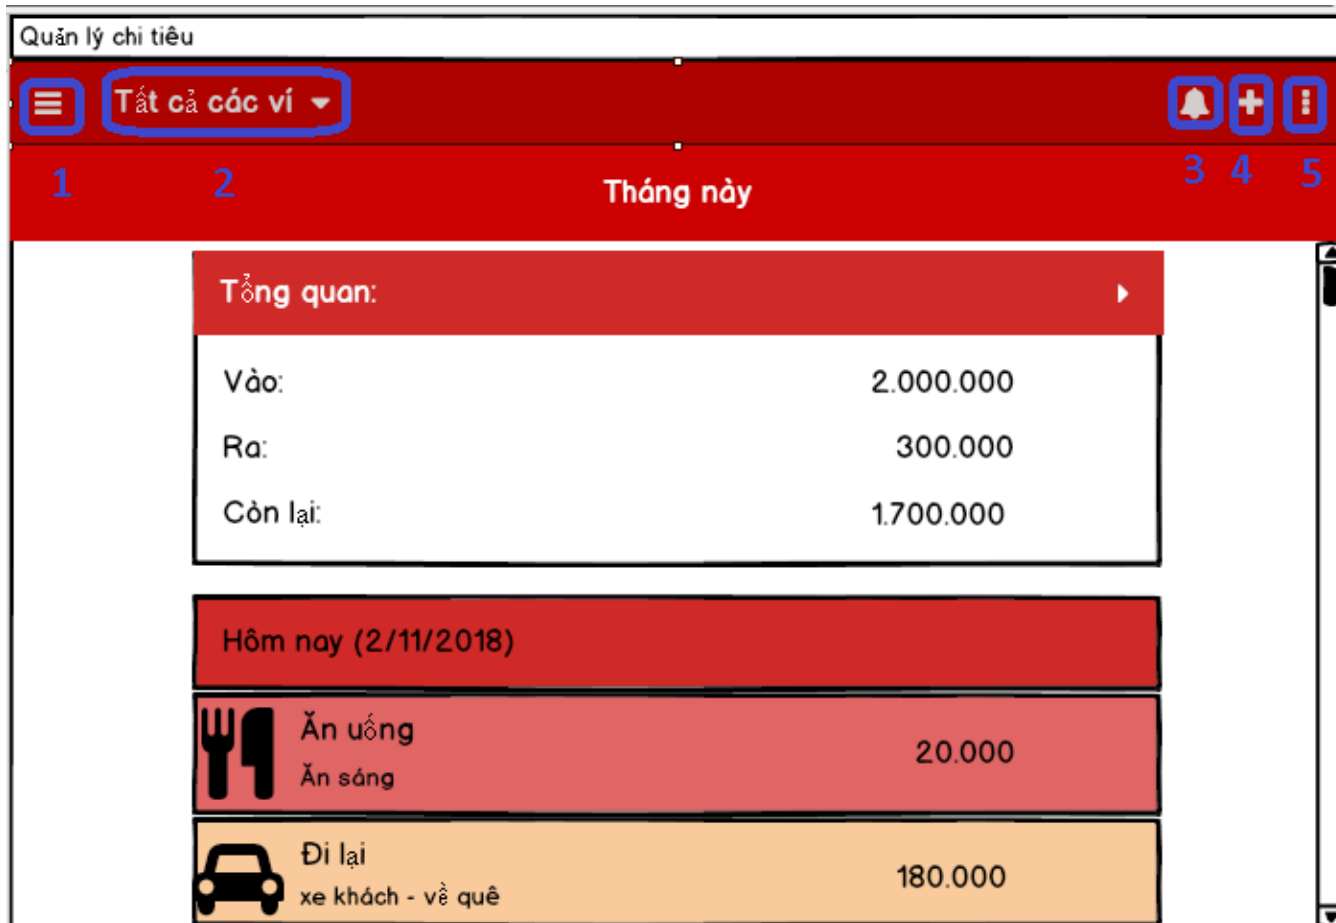 Quản lý chi tiêu
Tất cả các ví
1 2 3 4 5
Tháng này
Tổng quan:
Vào: 2.000.000
Ra: 300.000
Còn lại: 1.700.000
Hôm nay (2/11/2018)
Ăn uống
20.000
Ăn sáng
Đi lại
180.000
xe khách - về quê